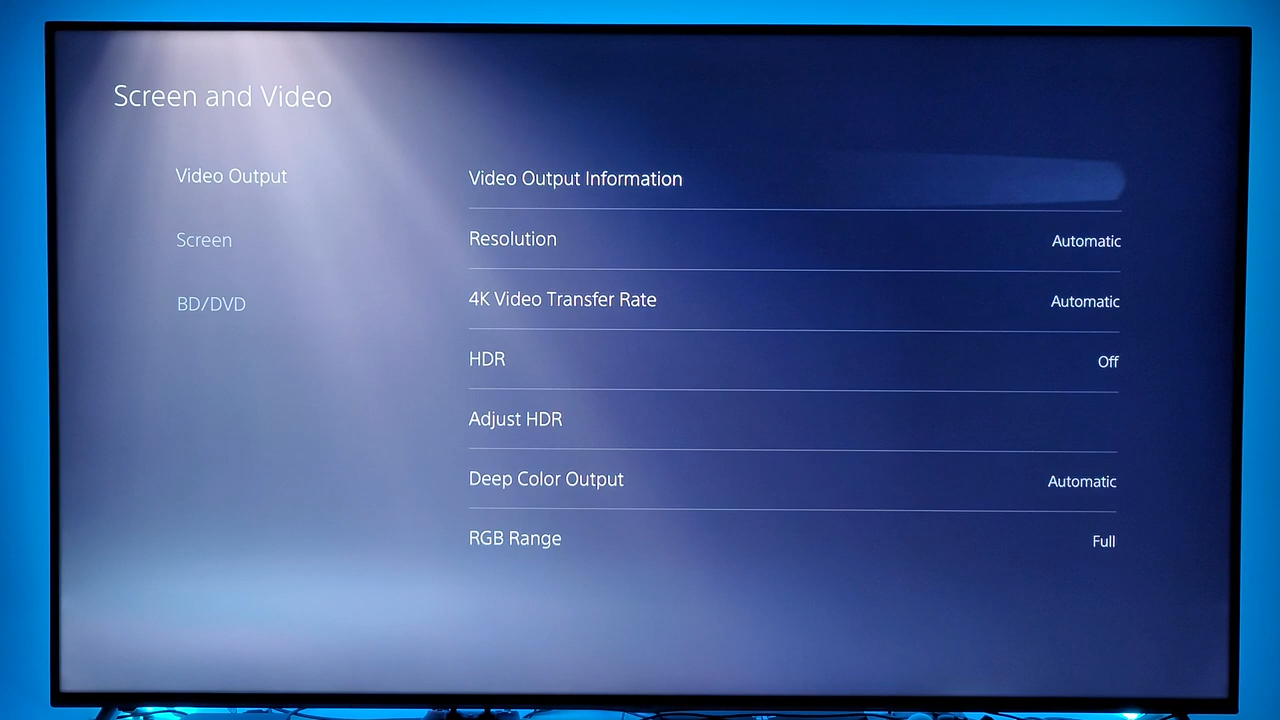 Screen and Video
Video Output
Screen
BD/DVD
Video Output Information
Resolution Automatic
4K Video Transfer Rate Automatic
HDR Off
Adjust HDR
Deep Color Output Automatic
RGB Range Full